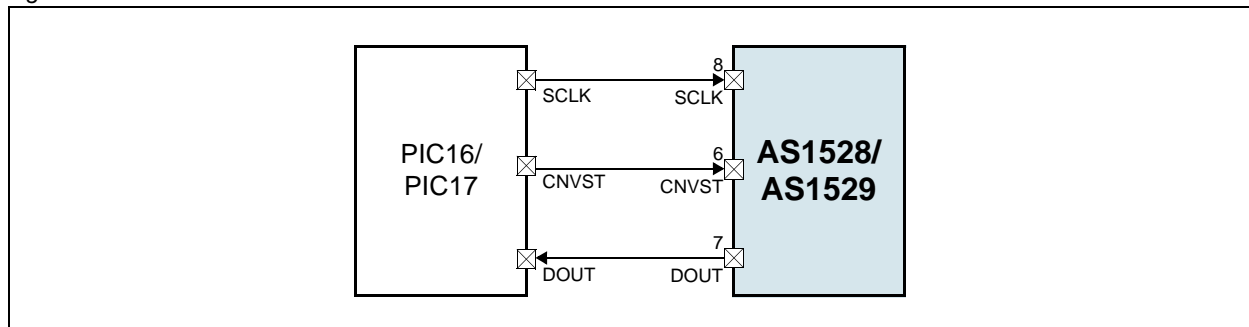 8
SCLK
SCLK
PIC16/
PIC17
6
CNVST
CNVST
AS1528/
AS1529
7
DOUT
DOUT